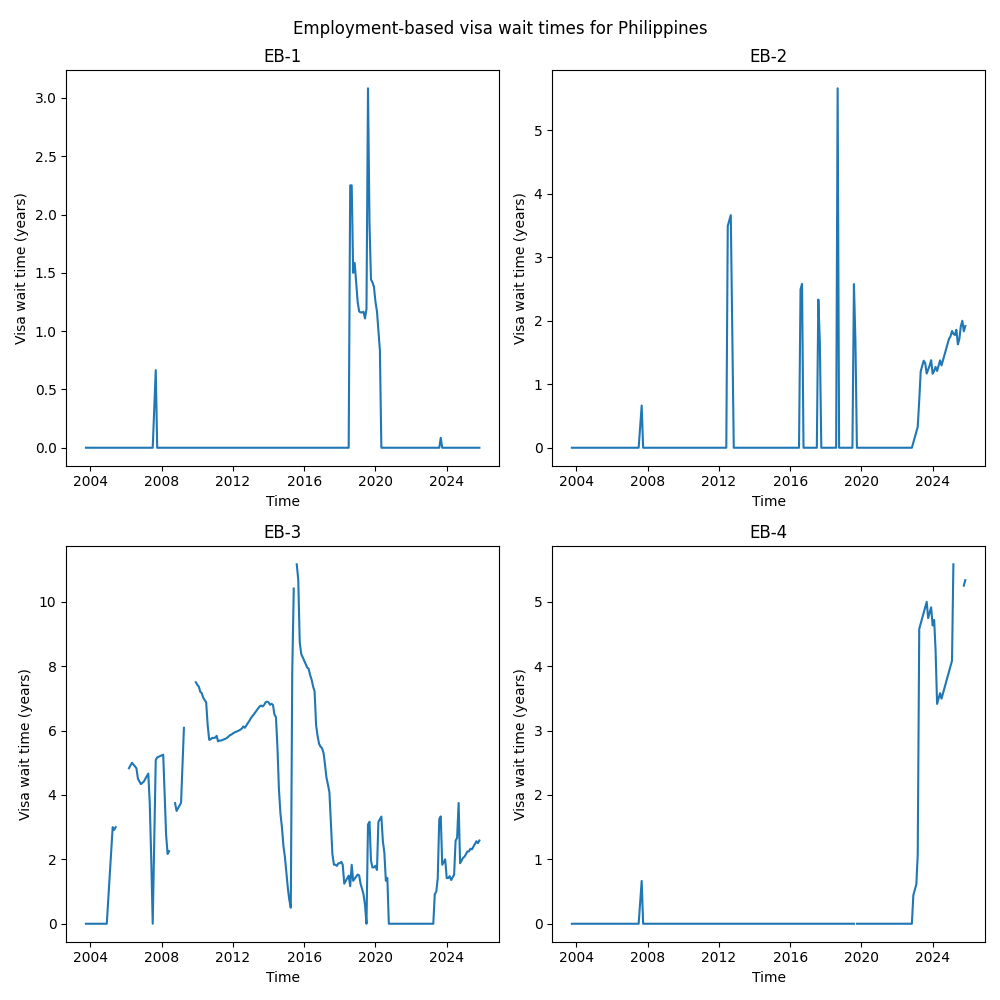 Employment-based visa wait times for Philippines
EB-1
Visa wait time (years)
3.0
2.5
2.0
1.5
1.0
0.5
0.0
2004 2008 2012 2016 2020 2024
Time
EB-2
Visa wait time (years)
5
4
3
2
1
0
2004 2008 2012 2016 2020 2024
Time
EB-3
Visa wait time (years)
10
8
6
4
2
0
2004 2008 2012 2016 2020 2024
Time
EB-4
Visa wait time (years)
5
4
3
2
1
0
2004 2008 2012 2016 2020 2024
Time